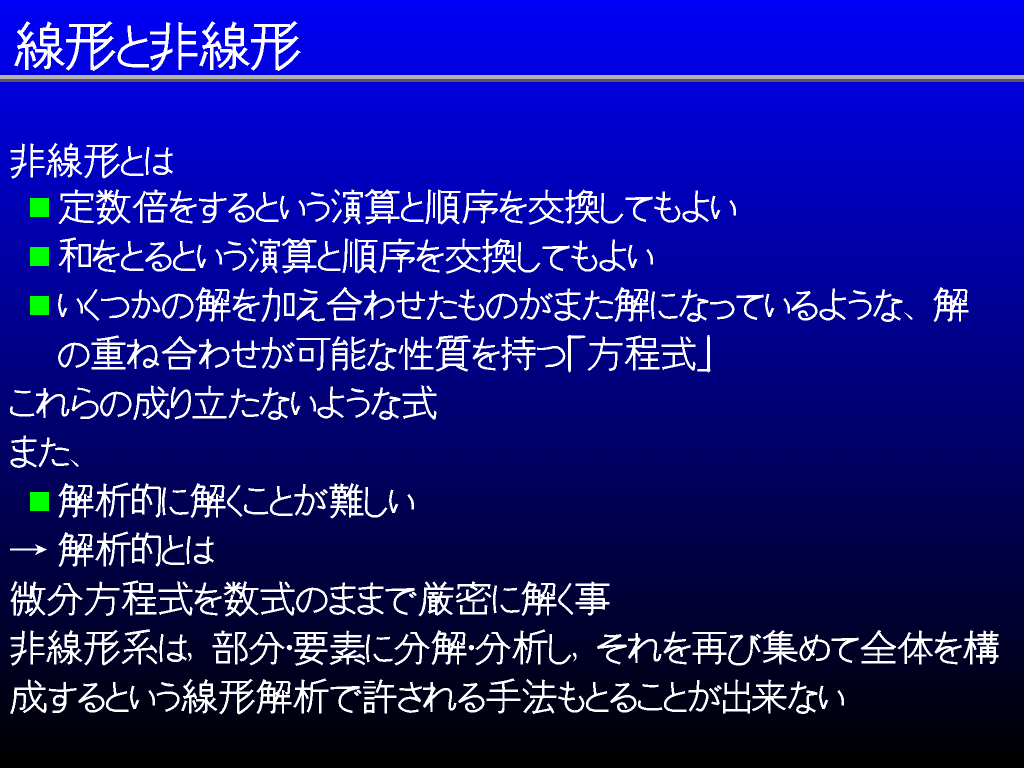 線形と非線形
非線形とは
■ 定数倍をするという演算と順序を交換してもよい
■ 和をとるという演算と順序を交換してもよい
■ いくつかの解を加え合わせたものがまた解になっているような、解
の重ね合わせが可能な性質を持つ「方程式」
これらの成り立たないような式
また、
■ 解析的に解くことが難しい
→ 解析的とは
微分方程式を数式のままで厳密に解く事
非線形系は, 部分・要素に分解・分析し, それを再び集めて全体を構
成するという線形解析で許される手法もとることが出来ない